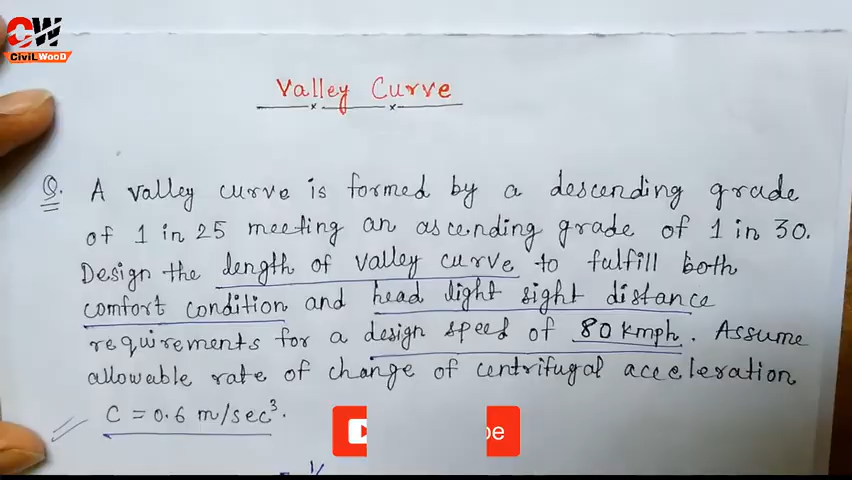 CW
CiviL WooD
Valley Curve
Q. A valley curve is formed by a descending grade
of 1 in 25 meeting an ascending grade of 1 in 30.
Design the length of valley curve to fulfill both
comfort condition and head light sight distance
requirements for a design speed of 80 kmph. Assume
allowable rate of change of centrifugal acceleration
C = 0.6 m/sec³.